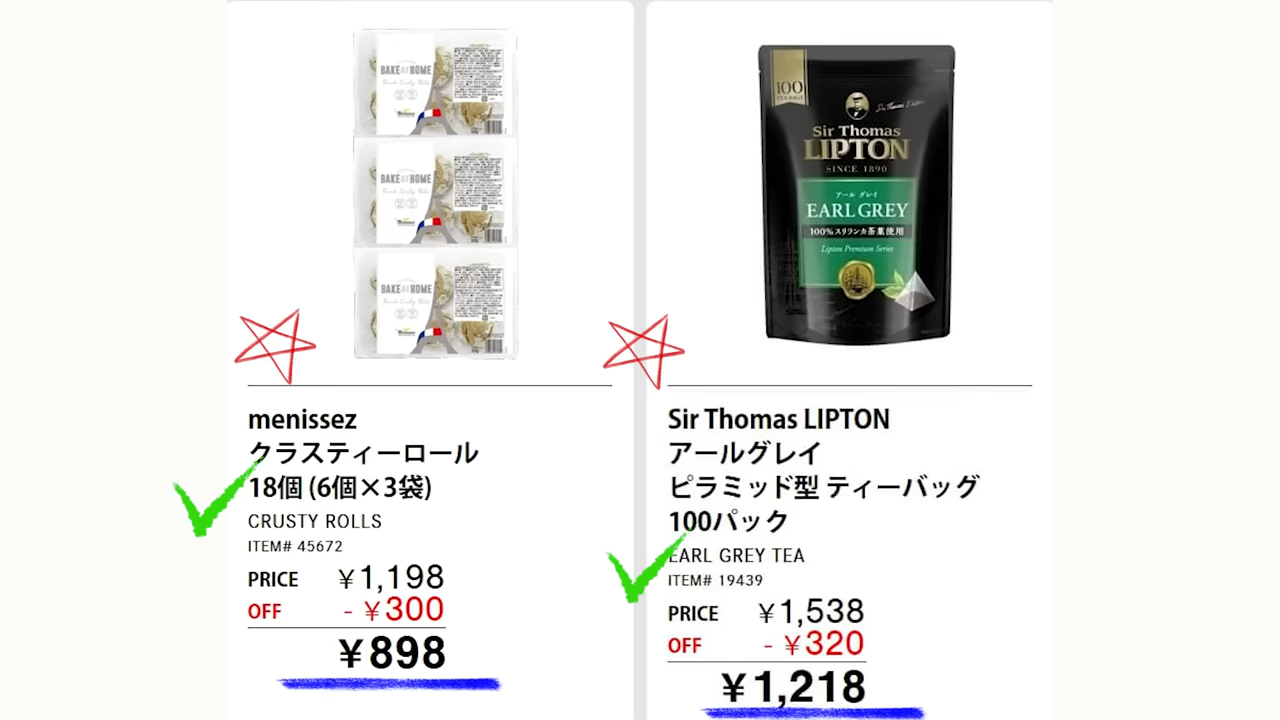 BAKE AT HOME
Menissez
BAKE AT HOME
Menissez
BAKE AT HOME
Menissez
menissez
クラスティーロール
18個 (6個×3袋)
CRUSTY ROLLS
ITEM# 45672
PRICE ¥1,198
OFF - ¥300
¥898
100
TEA BAGS
Sir Thomas
LIPTON
SINCE 1890
アール グレイ
EARL GREY
100%スリランカ茶葉使用
Lipton Premium Series
Sir Thomas LIPTON
アールグレイ
ピラミッド型 ティーバッグ
100パック
EARL GREY TEA
ITEM# 19439
PRICE ¥1,538
OFF - ¥320
¥1,218